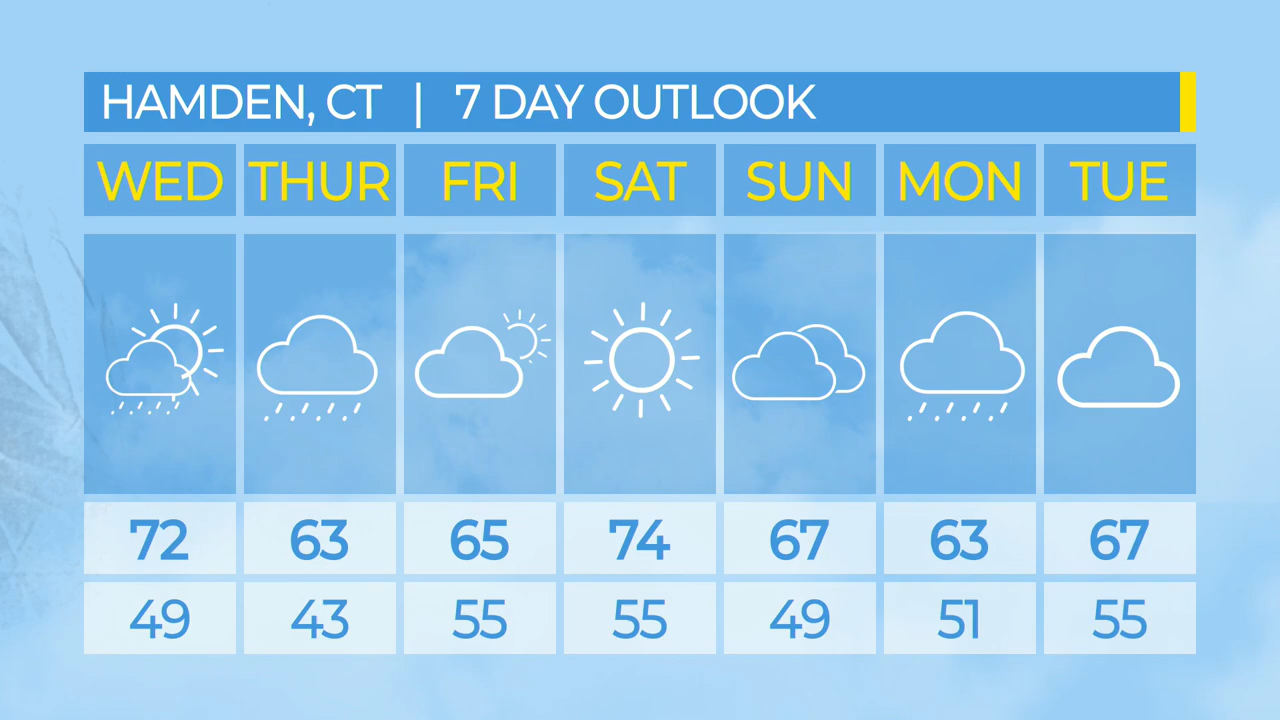 HAMDEN, CT | 7 DAY OUTLOOK
WED THUR FRI SAT SUN MON TUE
72 63 65 74 67 63 67
49 43 55 55 49 51 55